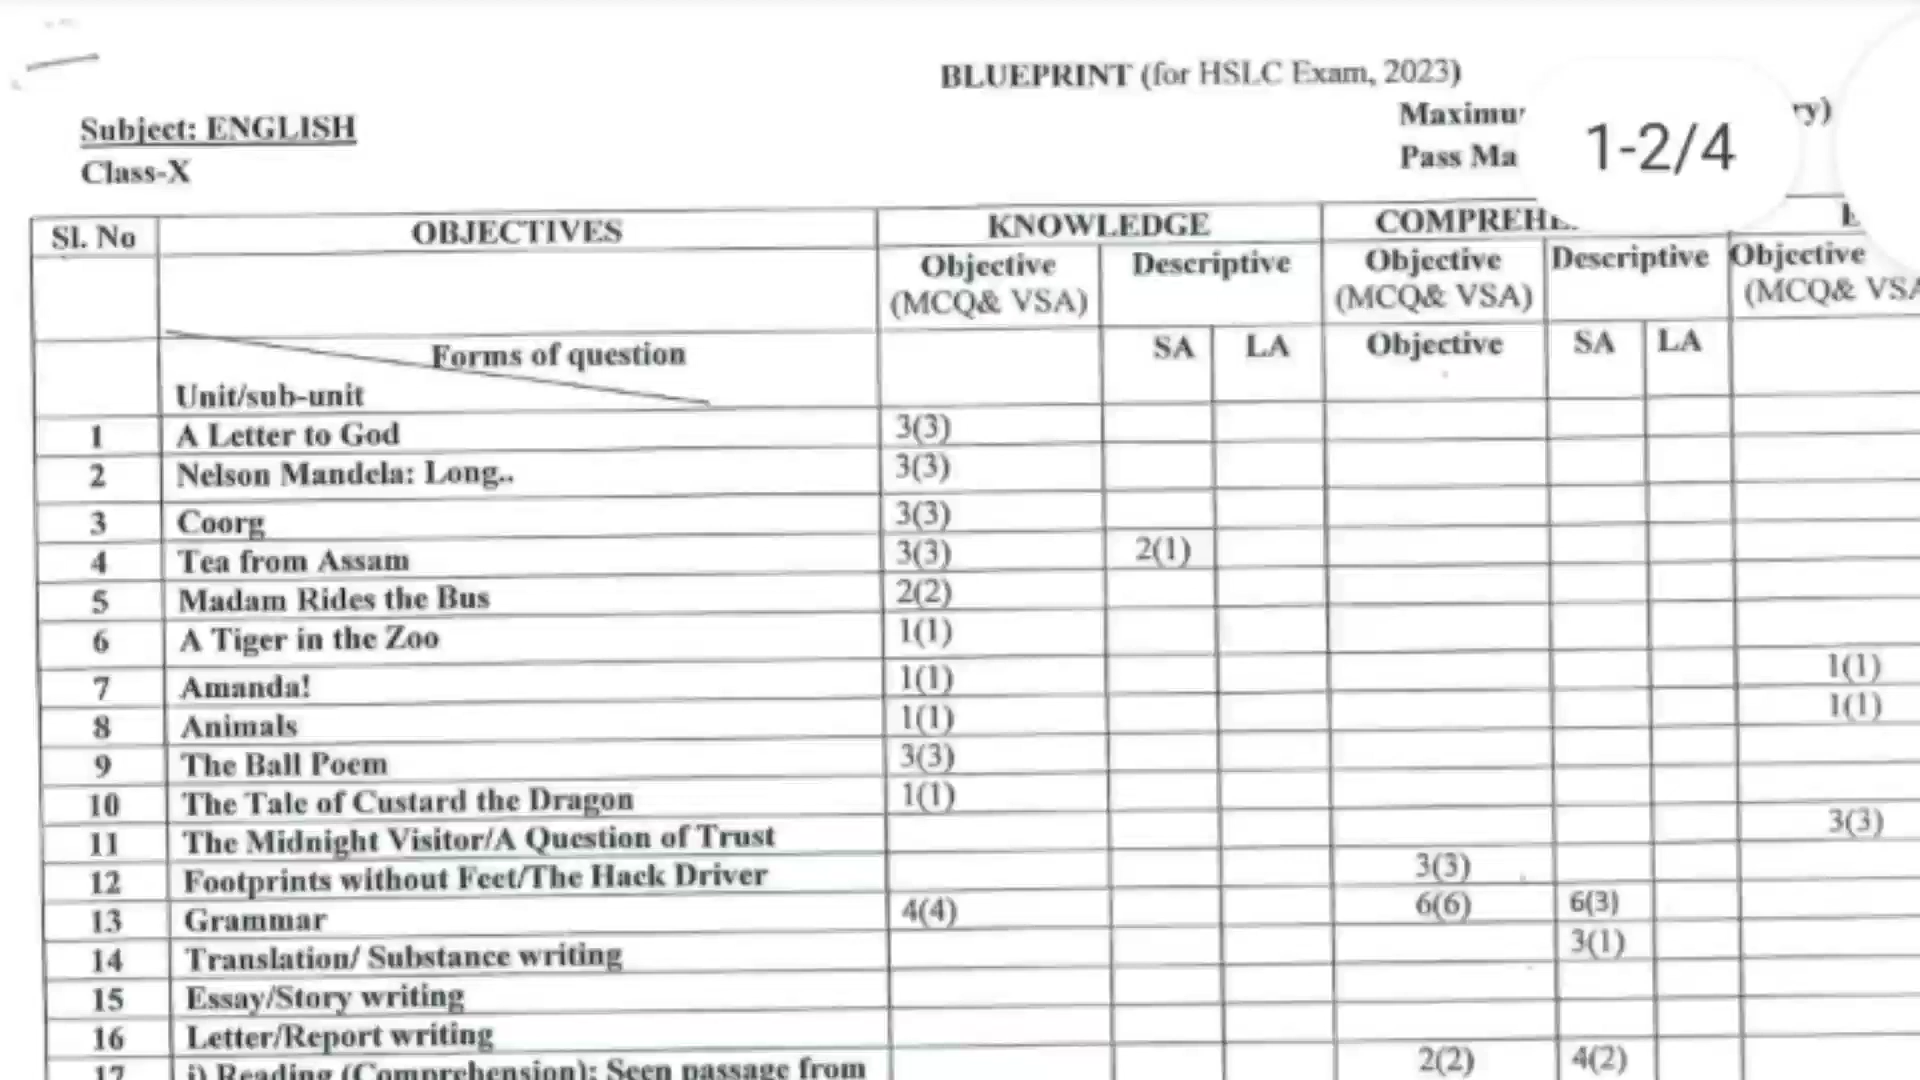 BLUEPRINT (for HSLC Exam, 2023)
Subject: ENGLISH
Class-X
Pass
1-2/4
Sl. No OBJECTIVES KNOWLEDGE
Objective (MCQ& VSA) Descriptive Objective (MCQ& VSA) Descriptive Objective
Forms of question SA LA Objective SA LA
Unit/sub-unit
1 A Letter to God 3(3)
2 Nelson Mandela: Long.. 3(3)
3 Coorg 3(3)
4 Tea from Assam 3(3) 2(1)
5 Madam Rides the Bus 2(2)
6 A Tiger in the Zoo 1(1)
7 Amanda! 1(1) 1(1)
8 Animals 1(1) 1(1)
9 The Ball Poem 3(3)
10 The Tale of Custard the Dragon 1(1)
11 The Midnight Visitor/A Question of Trust 3(3)
12 Footprints without Feet/The Hack Driver 3(3)
13 Grammar 4(4) 6(6) 6(3)
14 Translation/ Substance writing 3(1)
15 Essay/Story writing
16 Letter/Report writing
17 i) Reading (Comprehension): Seen passage from 2(2) 4(2)